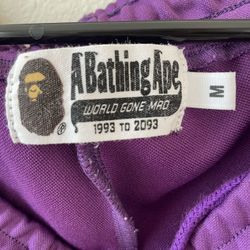 A Bathing Ape
®
WORLD GONE MAD
1993 TO 2093
M